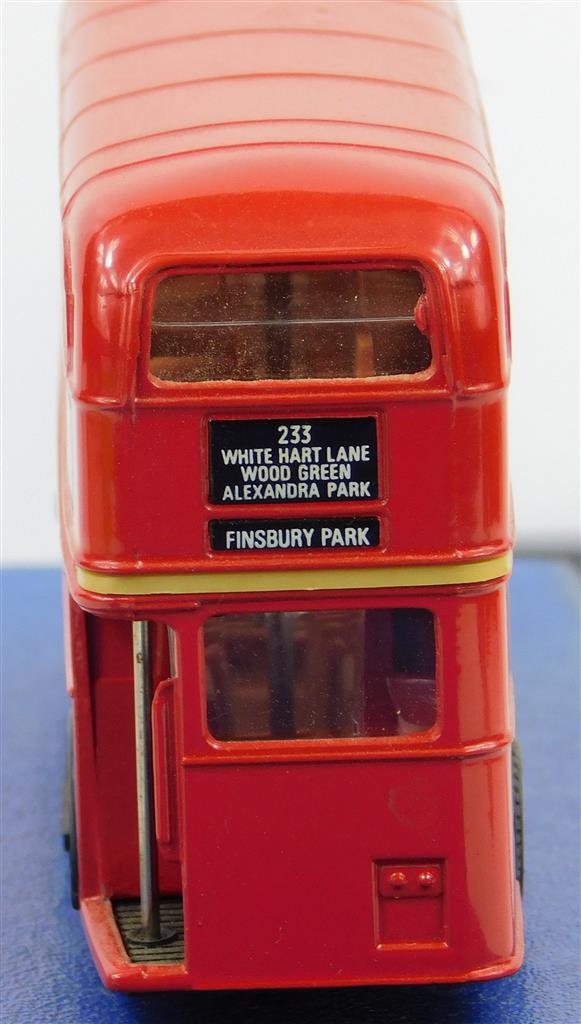 233
WHITE HART LANE
WOOD GREEN
ALEXANDRA PARK
FINSBURY PARK